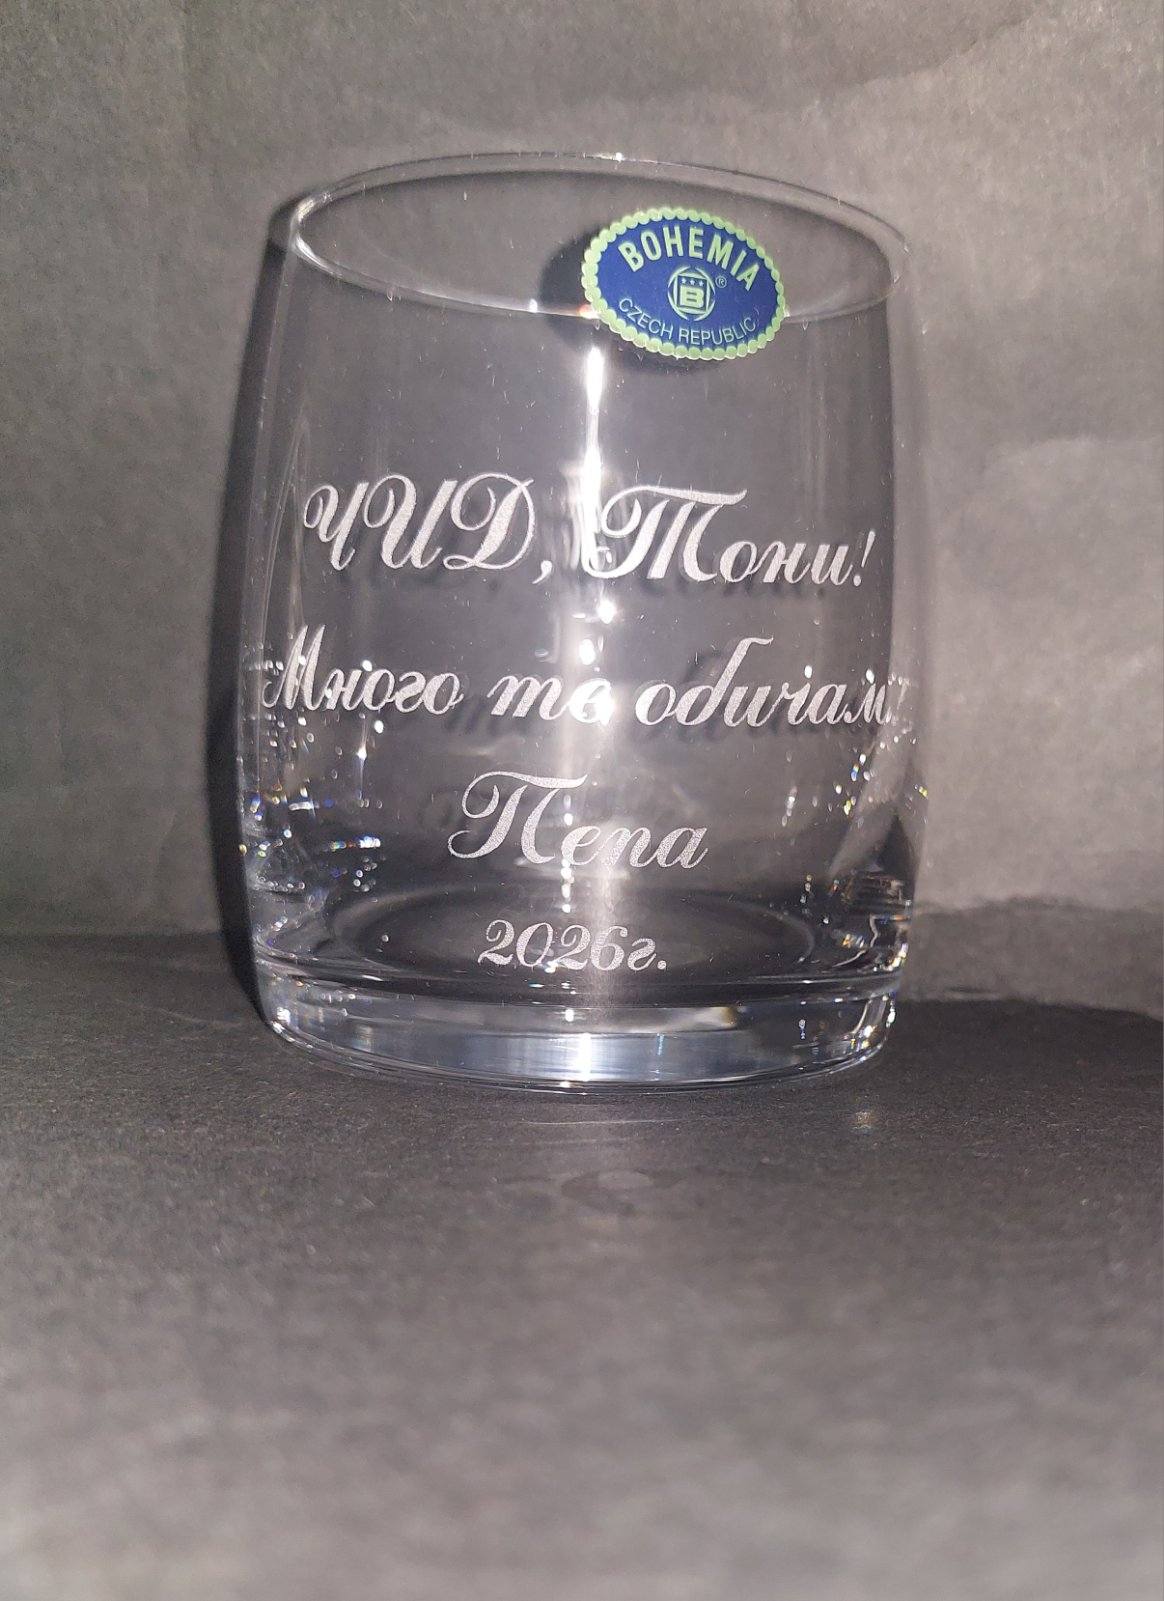 BOHEMIA
B ®
CZECH REPUBLIC
ЧИД, Тони!
Много те обичам!
Пепа
2026г.